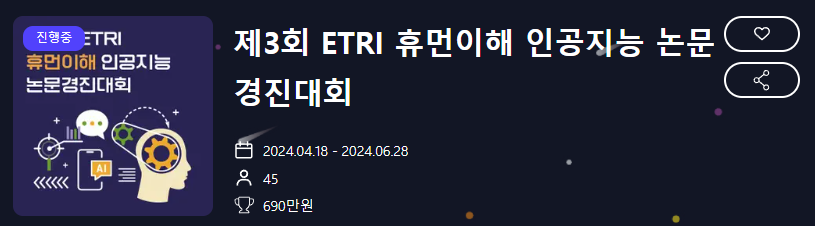 진행중
ETRI
휴먼이해 인공지능
논문경진대회
AI
제3회 ETRI 휴먼이해 인공지능 논문
경진대회
2024.04.18 - 2024.06.28
45
690만원